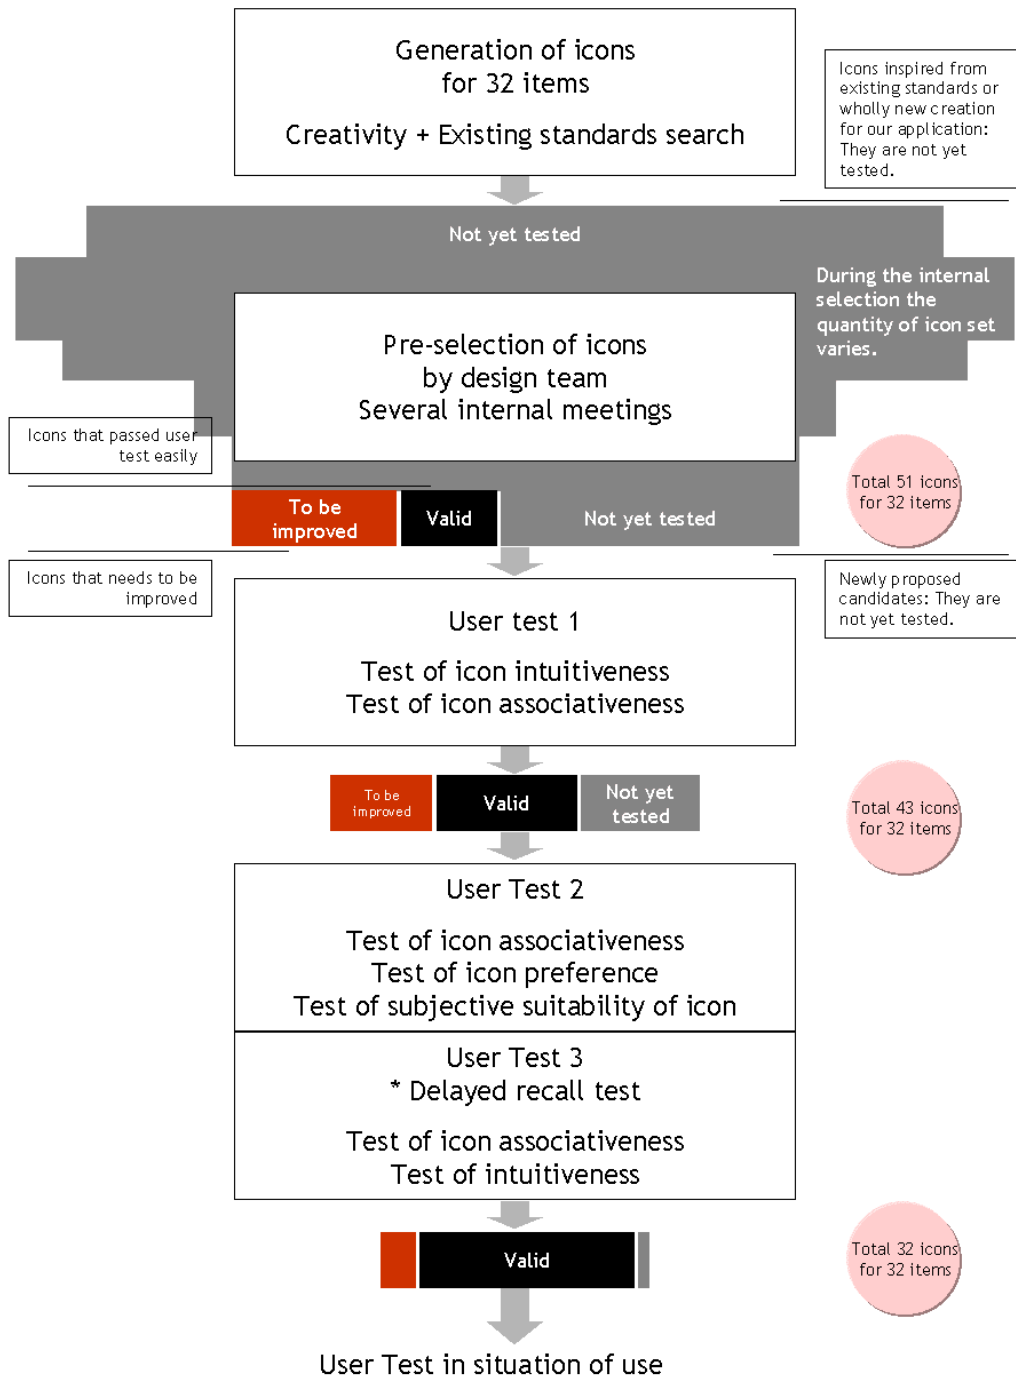 Generation of icons
for 32 items
Creativity + Existing standards search
Icons inspired from
existing standards or
wholly new creation
for our application:
They are not yet
tested.
Not yet tested
During the internal
selection the
quantity of icon set
varies.
Pre-selection of icons
by design team
Several internal meetings
Icons that passed user
test easily
Total 51 icons
for 32 items
To be
improved
Valid
Not yet tested
Icons that needs to be
improved
Newly proposed
candidates: They are
not yet tested.
User test 1
Test of icon intuitiveness
Test of icon associativeness
To be
improved
Valid
Not yet
tested
Total 43 icons
for 32 items
User Test 2
Test of icon associativeness
Test of icon preference
Test of subjective suitability of icon
User Test 3
* Delayed recall test
Test of icon associativeness
Test of intuitiveness
Valid
Total 32 icons
for 32 items
User Test in situation of use